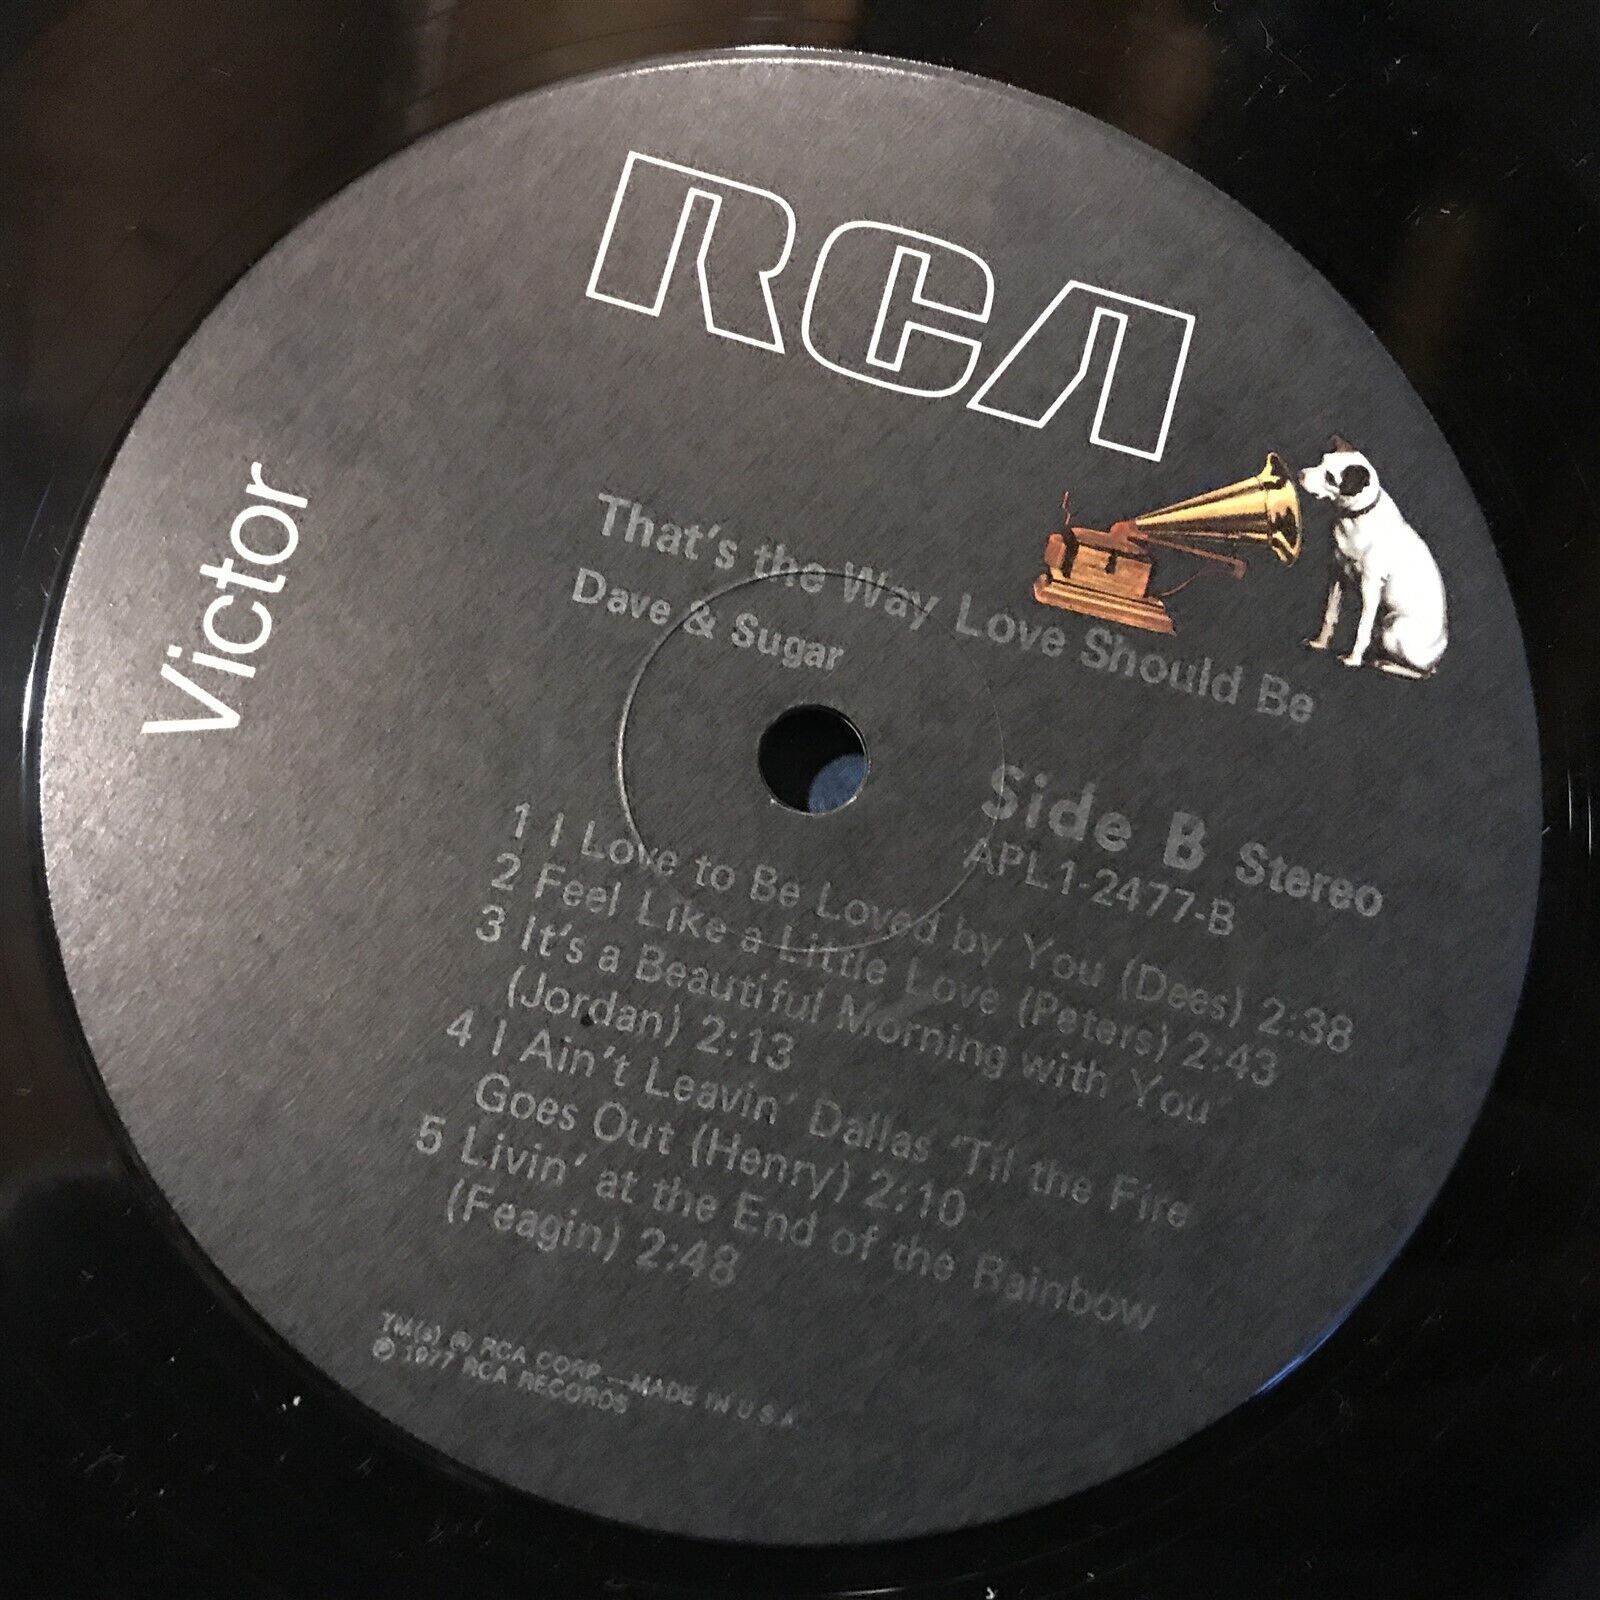 RCA
Victor
That's the Way Love Should Be
Dave & Sugar
Side B Stereo
APL1-2477-B
1 I Love to Be Loved by You (Dees) 2:38
2 Feel Like a Little Love (Peters) 2:43
3 It's a Beautiful Morning with You
(Jordan) 2:13
4 I Ain't Leavin' Dallas 'Til the Fire
Goes Out (Henry) 2:10
5 Livin' at the End of the Rainbow
(Feagin) 2:48
TM(s) ® RCA CORP.—MADE IN U.S.A.
℗ 1977 RCA RECORDS